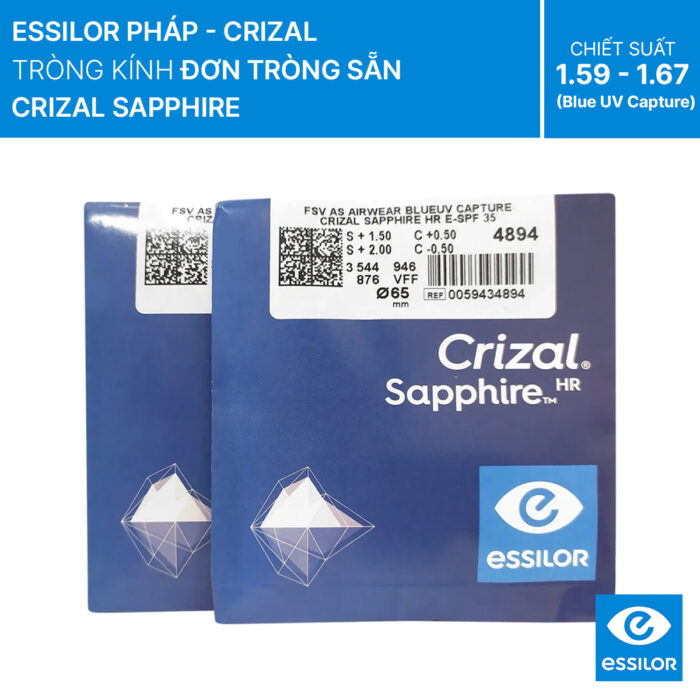 ESSILOR PHÁP - CRIZAL
TRÒNG KÍNH ĐƠN TRÒNG SẴN
CRIZAL SAPPHIRE
CHIẾT SUẤT
1.59 - 1.67
(Blue UV Capture)
FSV AS
CRIZ
FSV AS AIRWEAR BLUEUV CAPTURE
CRIZAL SAPPHIRE HR E-SPF 35
S + 1.50 C +0.50 4894
S + 2.00 C -0.50
3 544 946
876 VFF
Ø65 REF 0059434894
mm
Crizal®
Sapphire™ HR
essilor
essilor